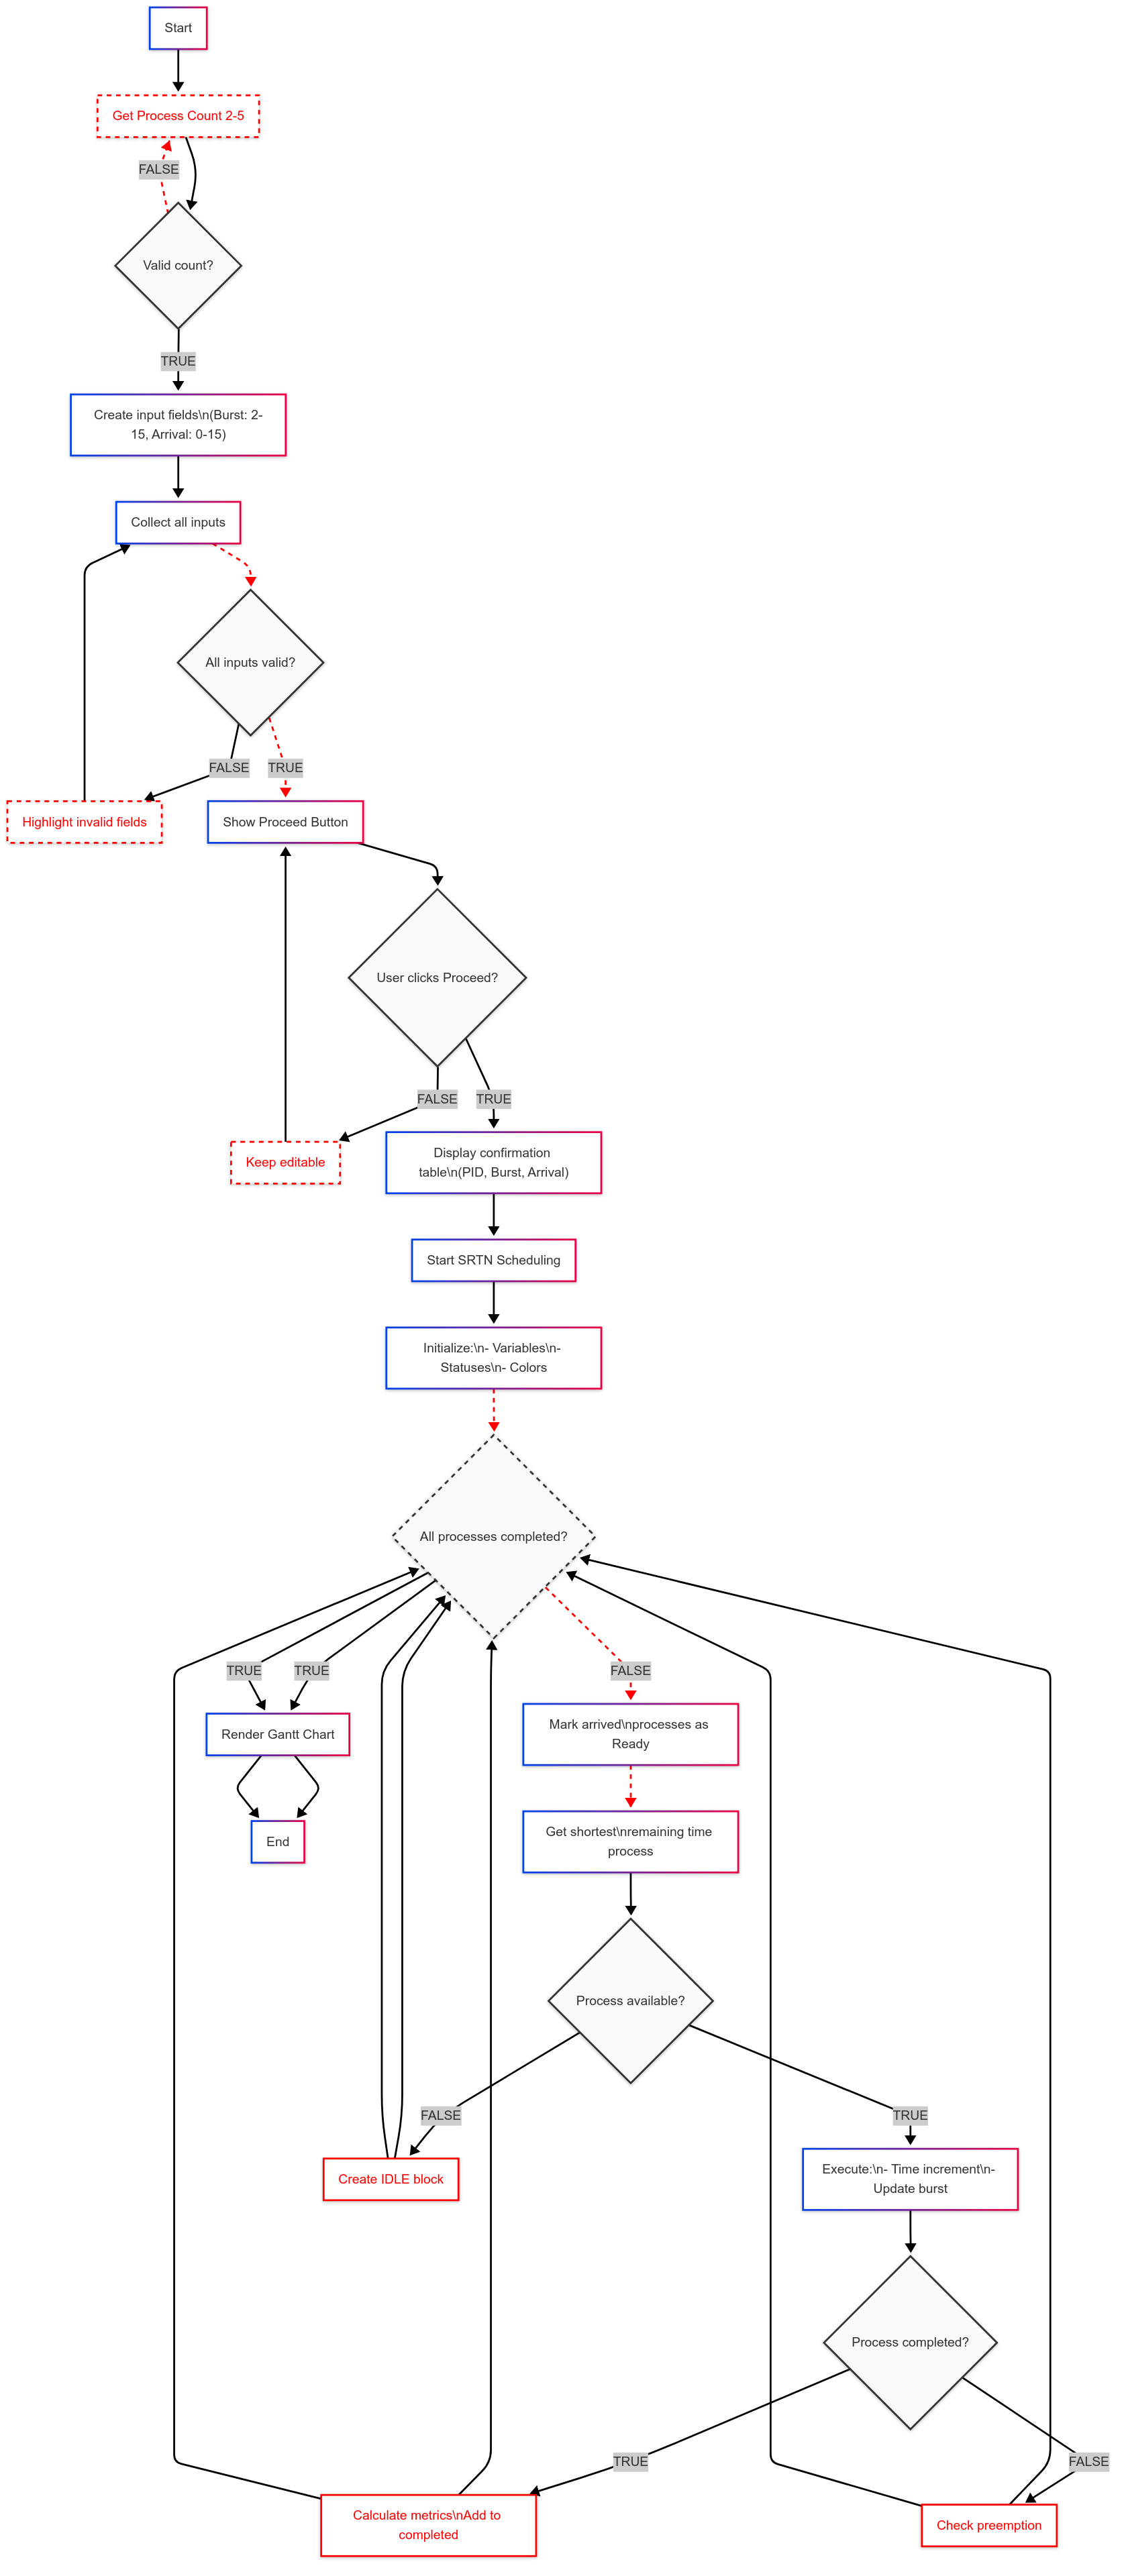 Start
Get Process Count 2-5
FALSE
Valid count?
TRUE
Create input fields\n(Burst: 2-
15, Arrival: 0-15)
Collect all inputs
All inputs valid?
FALSE
TRUE
Highlight invalid fields
Show Proceed Button
User clicks Proceed?
FALSE
TRUE
Keep editable
Display confirmation
table\n(PID, Burst, Arrival)
Start SRTN Scheduling
Initialize:\n- Variables\n-
Statuses\n- Colors
All processes completed?
TRUE
TRUE
FALSE
Render Gantt Chart
Mark arrived\nprocesses as
Ready
End
Get shortest\nremaining time
process
Process available?
FALSE
TRUE
Create IDLE block
Execute:\n- Time increment\n-
Update burst
Process completed?
TRUE
FALSE
Calculate metrics\nAdd to
completed
Check preemption